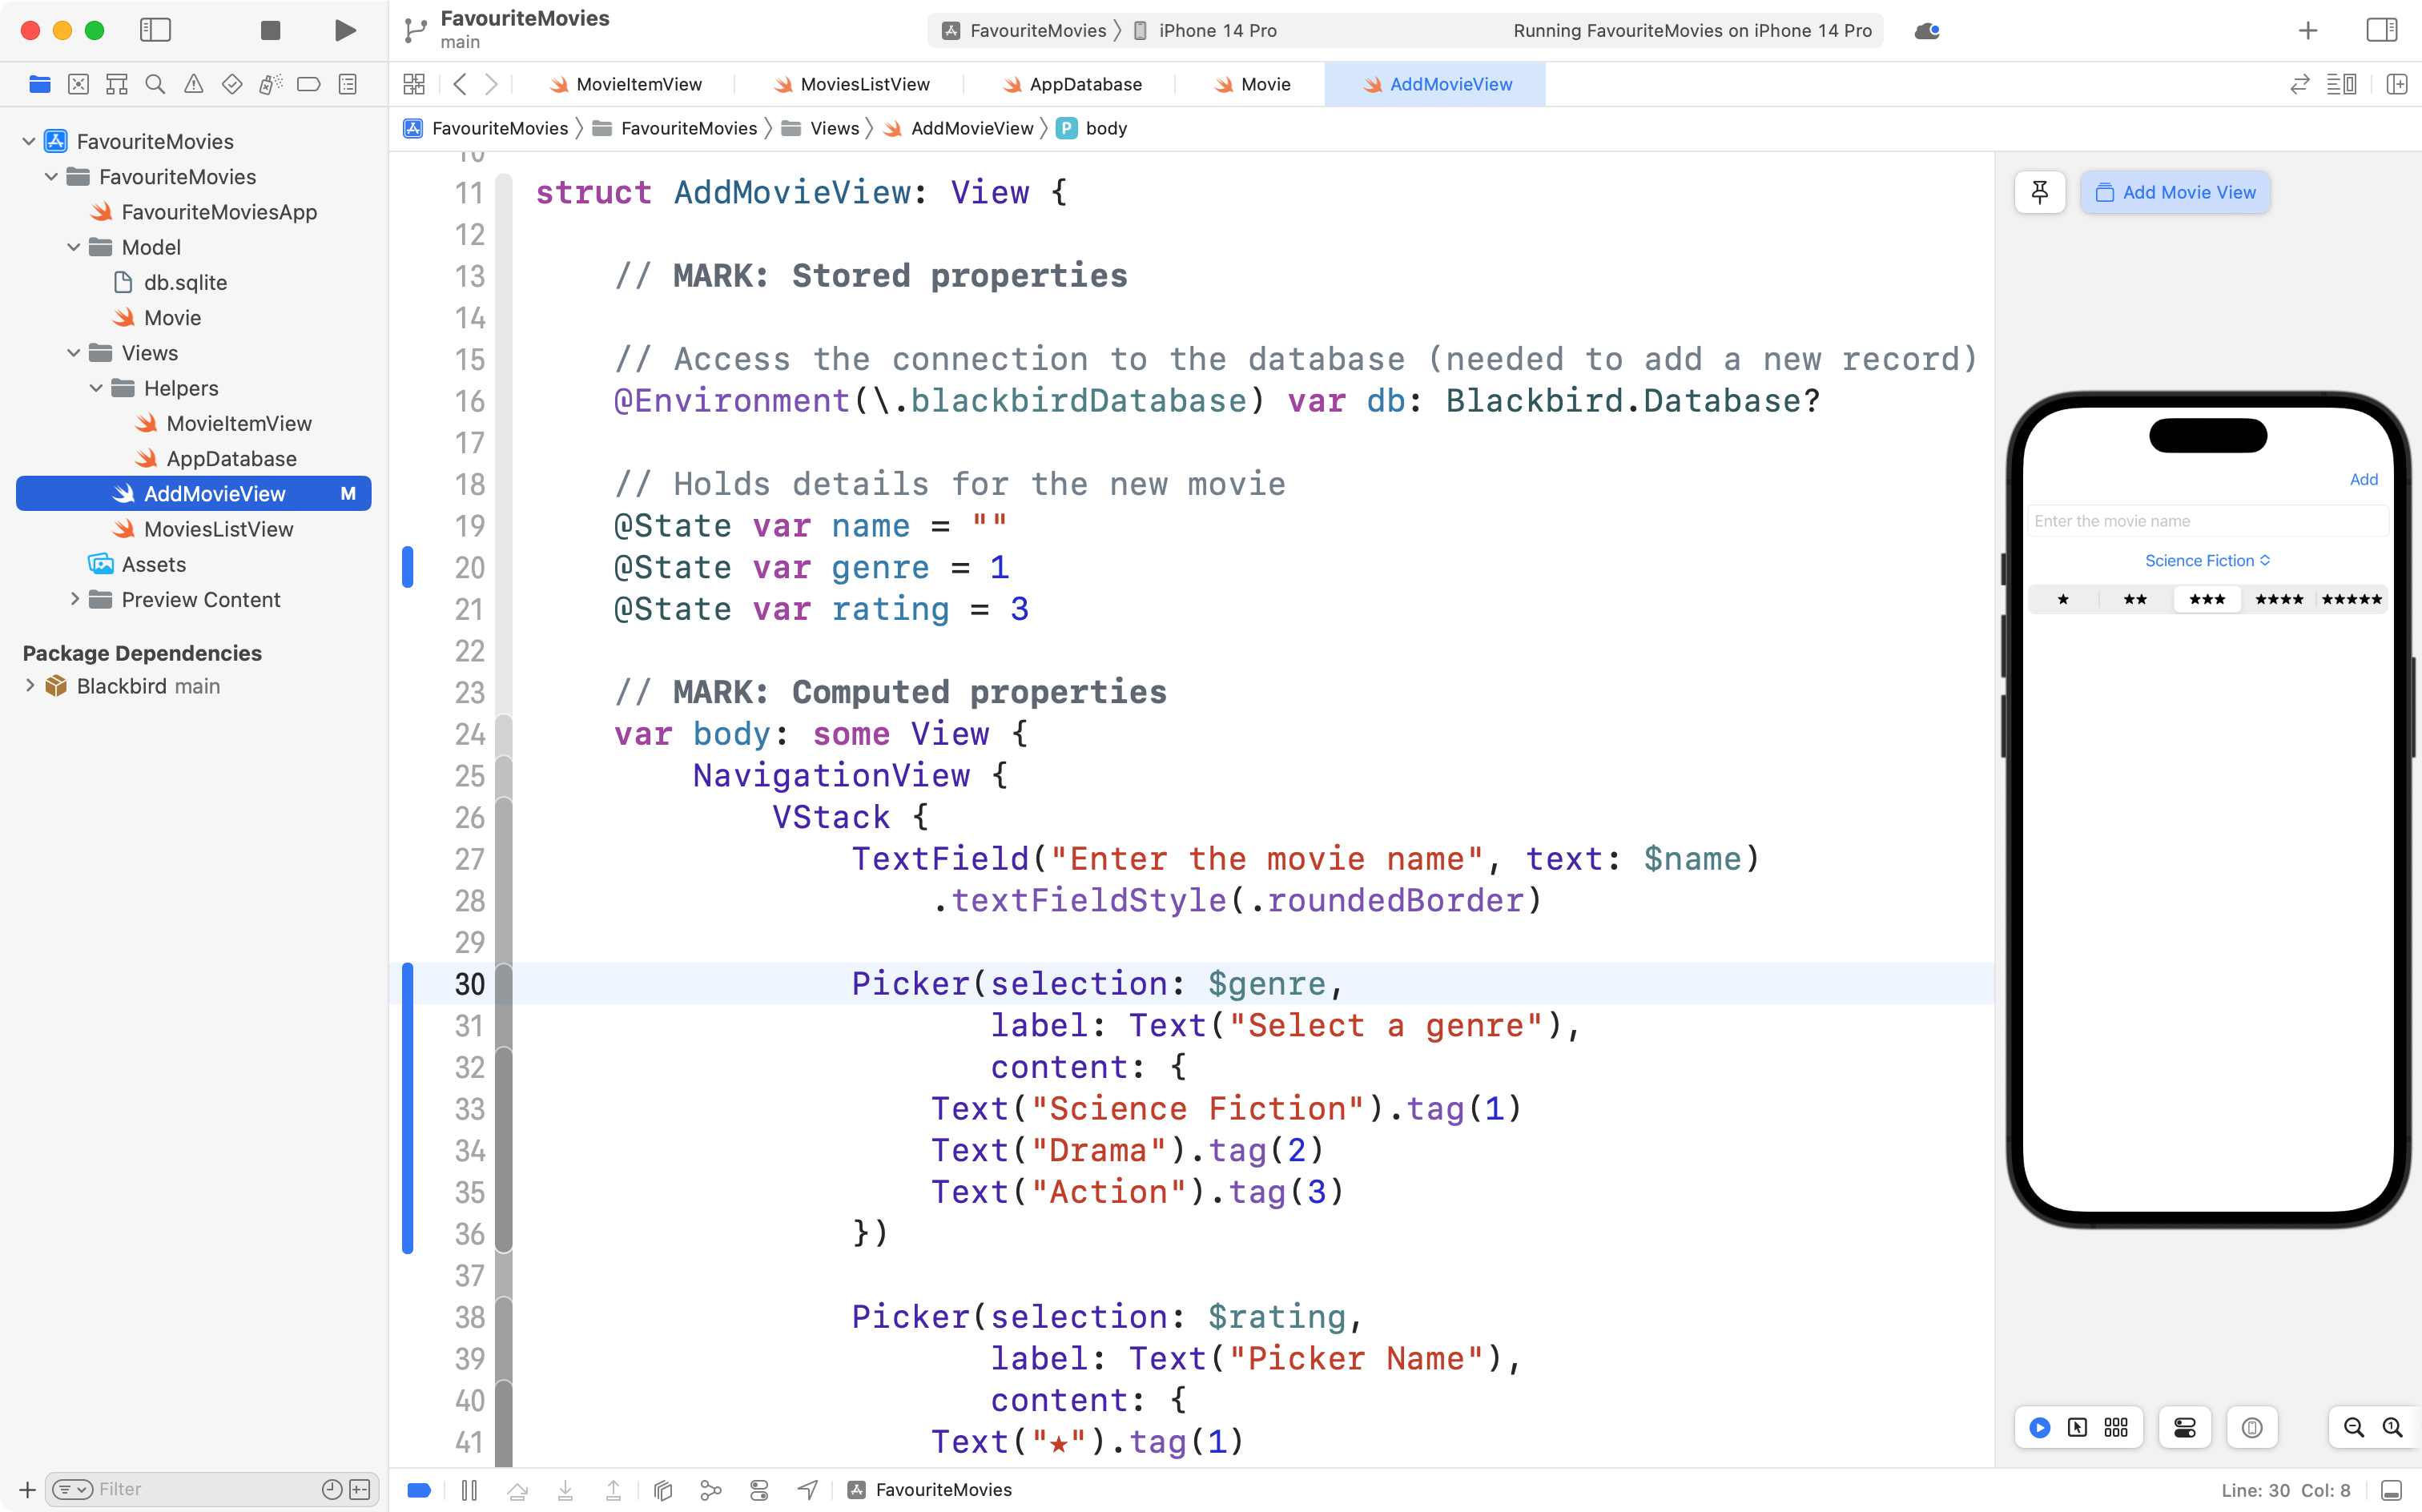 FavouriteMovies
main
FavouriteMovies iPhone 14 Pro
Running FavouriteMovies on iPhone 14 Pro
MovieItemView
MoviesListView
AppDatabase
Movie
AddMovieView
FavouriteMovies
FavouriteMovies
Views
AddMovieView
P body
FavouriteMovies
FavouriteMovies
FavouriteMoviesApp
Model
db.sqlite
Movie
Views
Helpers
MovieItemView
AppDatabase
AddMovieView M
MoviesListView
Assets
Preview Content
Package Dependencies
Blackbird main
Filter
10
11 struct AddMovieView: View {
12
13 // MARK: Stored properties
14
15 // Access the connection to the database (needed to add a new record)
16 @Environment(\.blackbirdDatabase) var db: Blackbird.Database?
17
18 // Holds details for the new movie
19 @State var name = ""
20 @State var genre = 1
21 @State var rating = 3
22
23 // MARK: Computed properties
24 var body: some View {
25 NavigationView {
26 VStack {
27 TextField("Enter the movie name", text: $name)
28 .textFieldStyle(.roundedBorder)
29
30 Picker(selection: $genre,
31 label: Text("Select a genre"),
32 content: {
33 Text("Science Fiction").tag(1)
34 Text("Drama").tag(2)
35 Text("Action").tag(3)
36 })
37
38 Picker(selection: $rating,
39 label: Text("Picker Name"),
40 content: {
41 Text("★").tag(1)
Add Movie View
Add
Enter the movie name
Science Fiction
★ ★★ ★★★ ★★★★ ★★★★★
FavouriteMovies
Line: 30 Col: 8